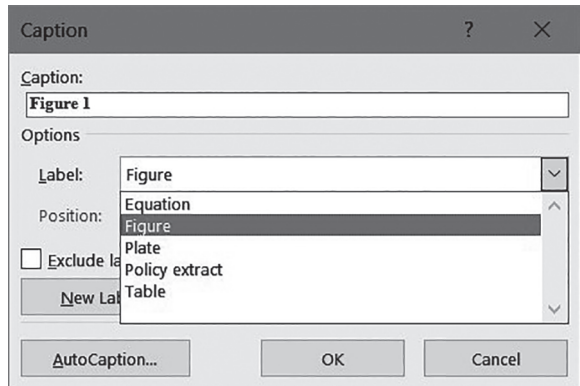 Caption ?
Caption:
Figure 1
Options
Label: Figure
Position:
Equation
Figure
Plate
Policy extract
Table
Exclude la
New Lab
AutoCaption... OK Cancel